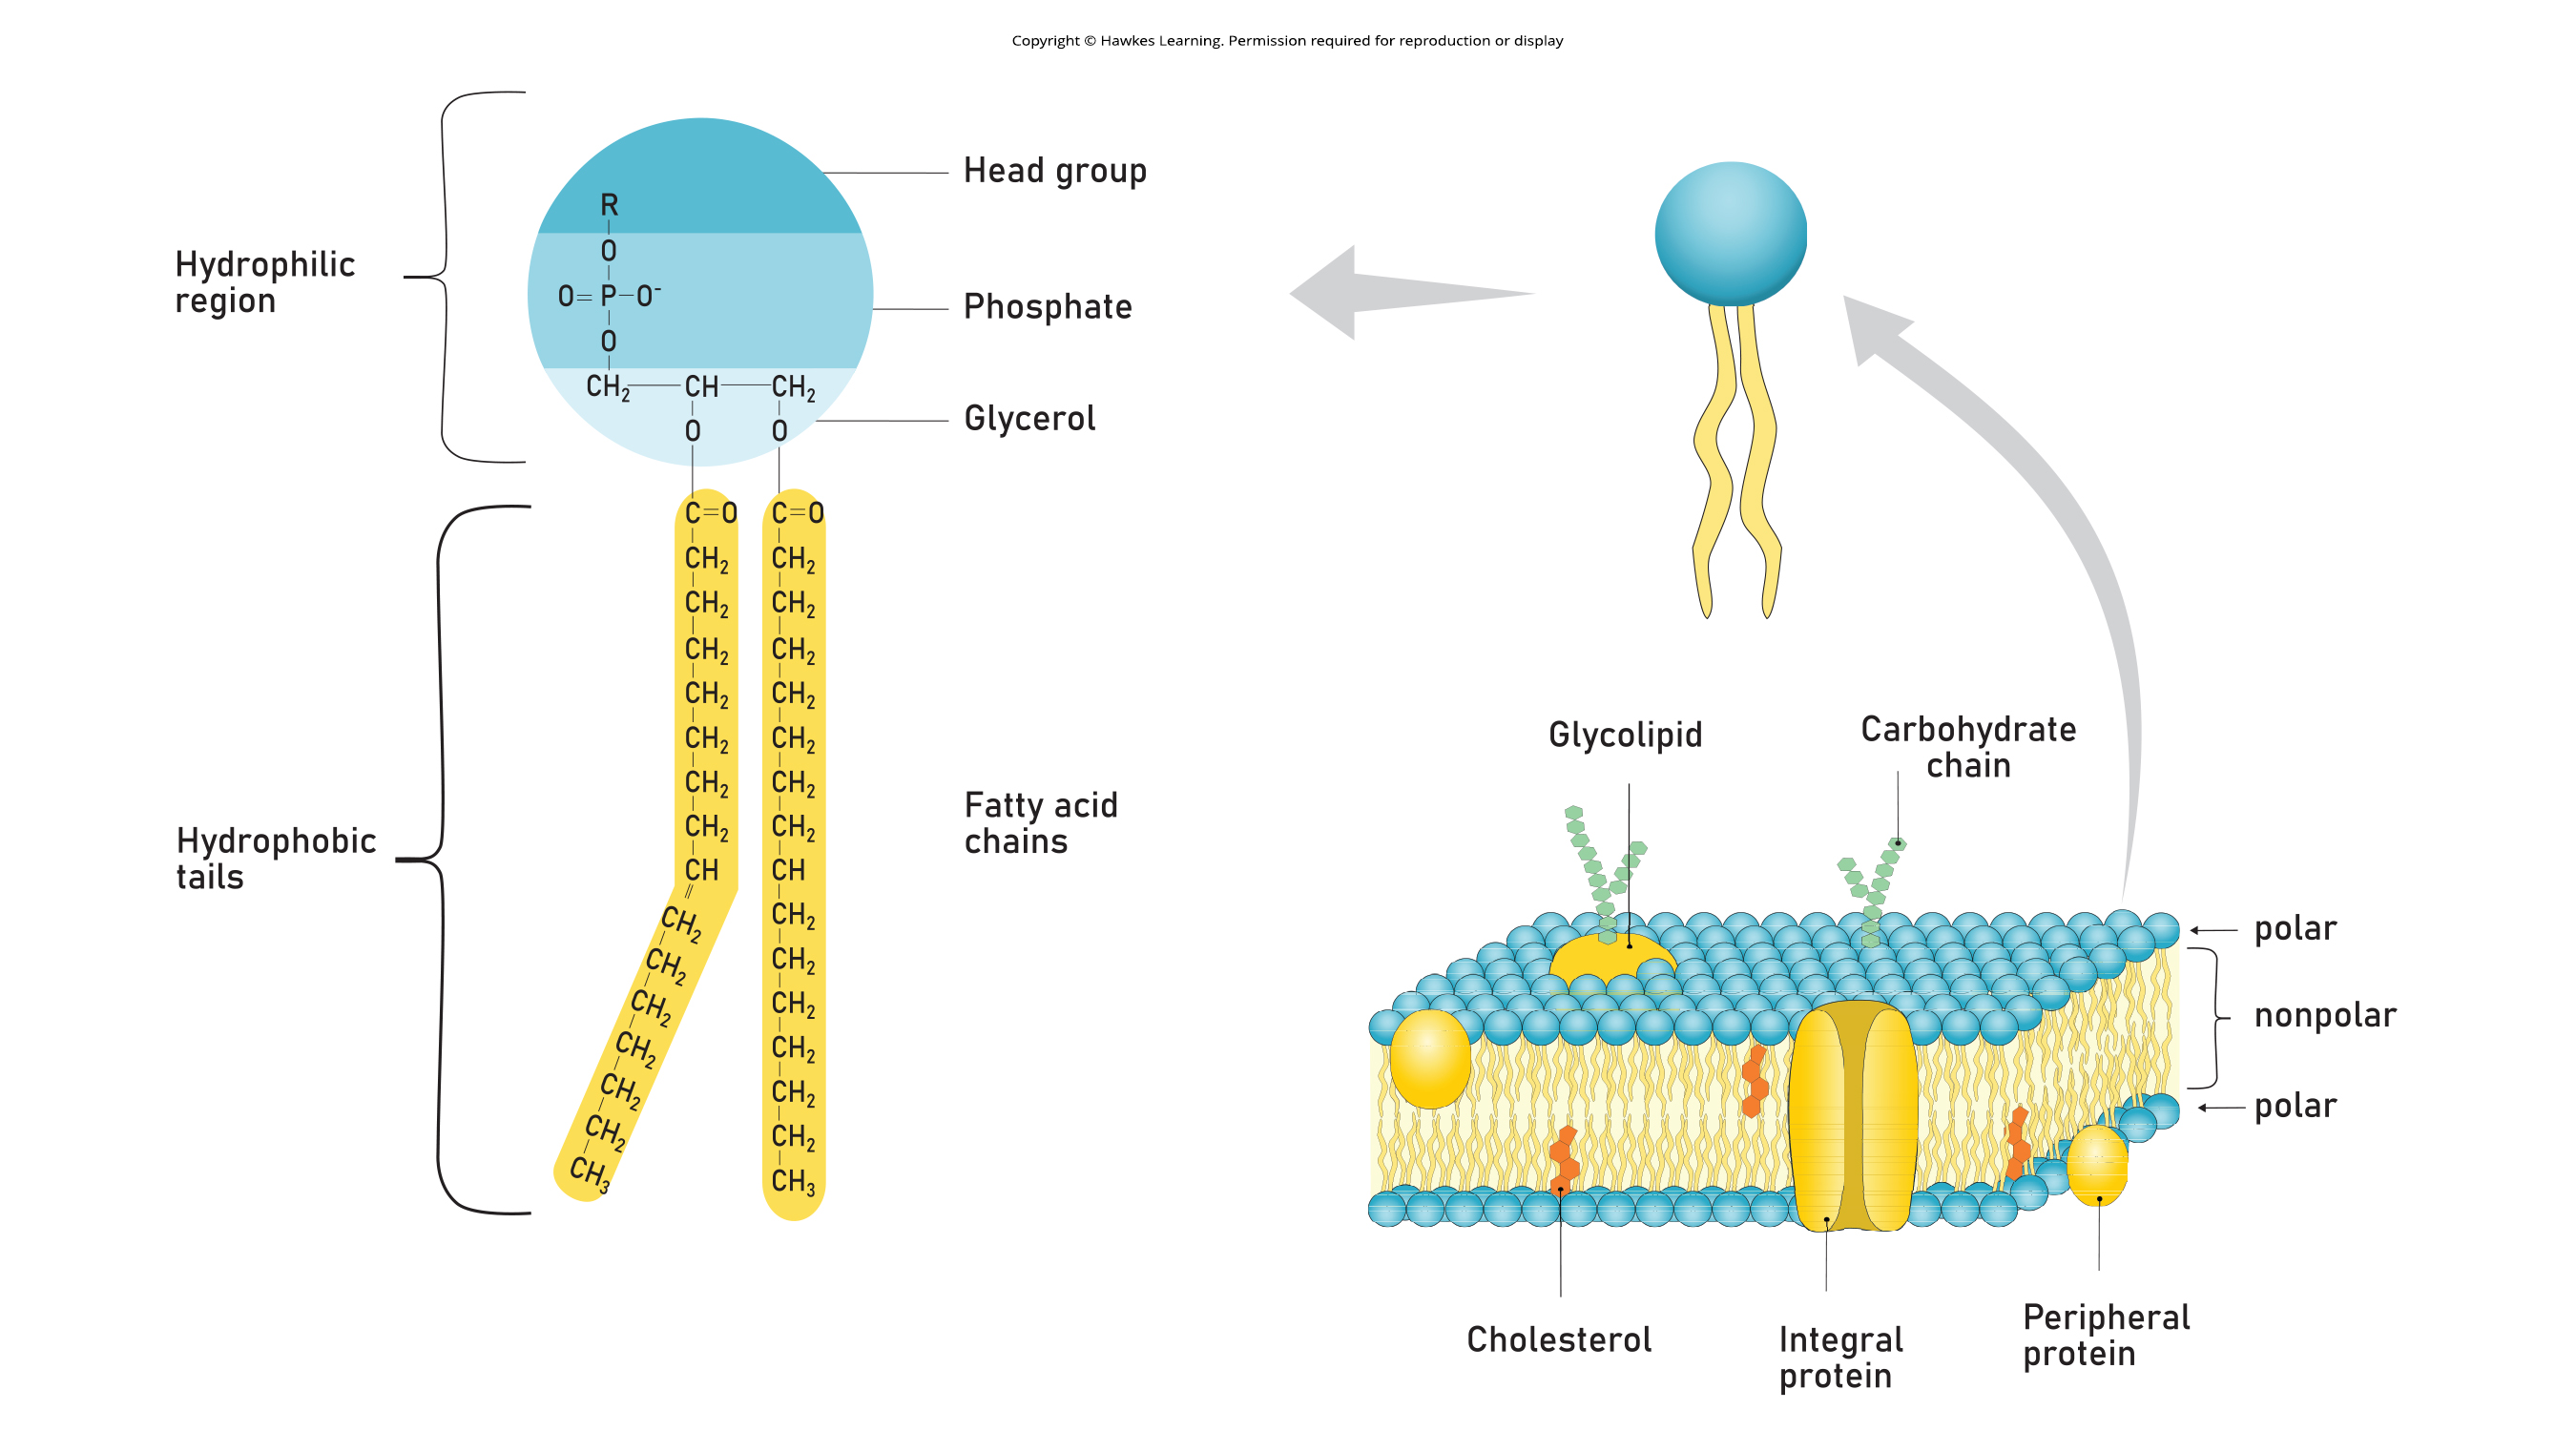 Copyright © Hawkes Learning. Permission required for reproduction or display
Hydrophilic
region
Head group
Phosphate
Glycerol
R
O
O= P–O⁻
O
CH₂ CH CH₂
O O
C=O C=O
CH₂ CH₂
CH₂ CH₂
CH₂ CH₂
CH₂ CH₂
CH₂ CH₂
CH₂ CH₂
CH₂ CH₂
CH CH
CH₂ CH₂
CH₂ CH₂
CH₂ CH₂
CH₂ CH₂
CH₂ CH₂
CH₂ CH₂
CH₃ CH₃
Hydrophobic
tails
Fatty acid
chains
Glycolipid
Carbohydrate
chain
polar
nonpolar
polar
Cholesterol
Integral
protein
Peripheral
protein